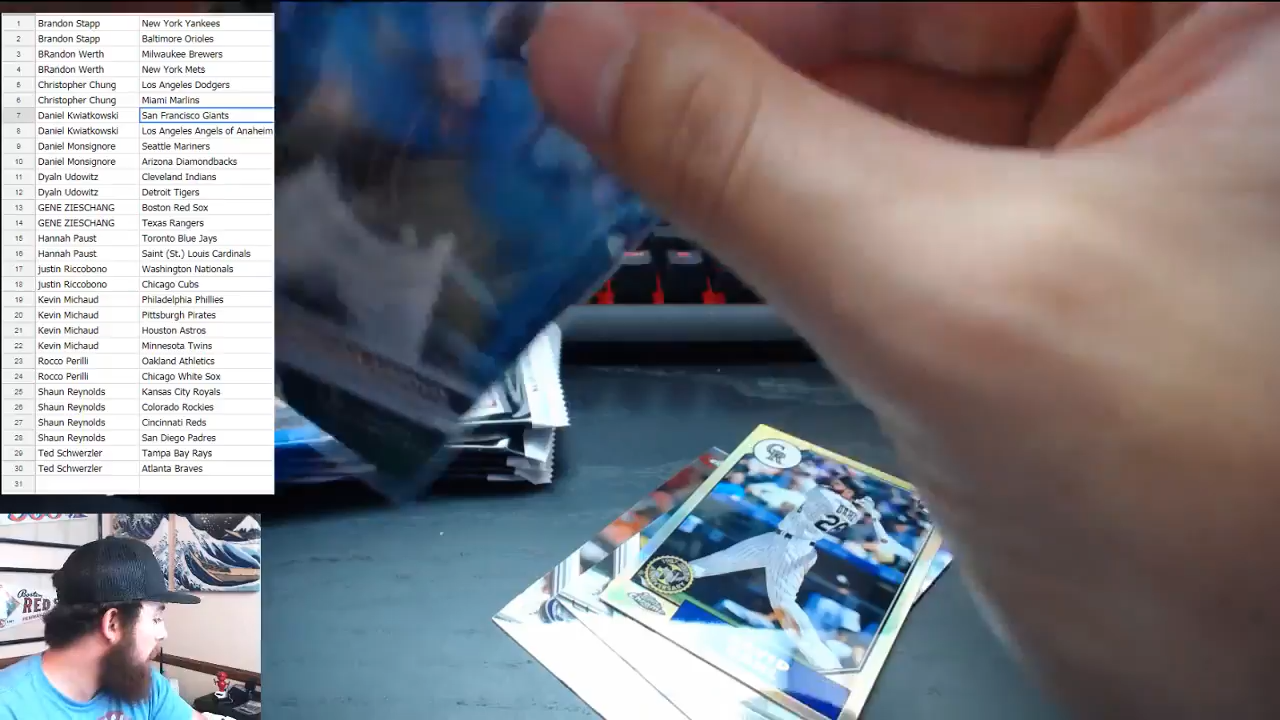 1 Brandon Stapp New York Yankees
2 Brandon Stapp Baltimore Orioles
3 BRandon Werth Milwaukee Brewers
4 BRandon Werth New York Mets
5 Christopher Chung Los Angeles Dodgers
6 Christopher Chung Miami Marlins
7 Daniel Kwiatkowski San Francisco Giants
8 Daniel Kwiatkowski Los Angeles Angels of Anaheim
9 Daniel Monsignore Seattle Mariners
10 Daniel Monsignore Arizona Diamondbacks
11 Dyaln Udowitz Cleveland Indians
12 Dyaln Udowitz Detroit Tigers
13 GENE ZIESCHANG Boston Red Sox
14 GENE ZIESCHANG Texas Rangers
15 Hannah Paust Toronto Blue Jays
16 Hannah Paust Saint (St.) Louis Cardinals
17 justin Riccobono Washington Nationals
18 justin Riccobono Chicago Cubs
19 Kevin Michaud Philadelphia Phillies
20 Kevin Michaud Pittsburgh Pirates
21 Kevin Michaud Houston Astros
22 Kevin Michaud Minnesota Twins
23 Rocco Perilli Oakland Athletics
24 Rocco Perilli Chicago White Sox
25 Shaun Reynolds Kansas City Royals
26 Shaun Reynolds Colorado Rockies
27 Shaun Reynolds Cincinnati Reds
28 Shaun Reynolds San Diego Padres
29 Ted Schwerzler Tampa Bay Rays
30 Ted Schwerzler Atlanta Braves
31
CR
Boston
RED